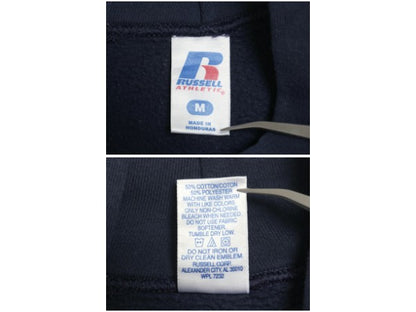 RUSSELL
ATHLETIC
M
MADE IN
HONDURAS
50% COTTON/COTON
50% POLYESTER
MACHINE WASH WARM
WITH LIKE COLORS
ONLY NON-CHLORINE
BLEACH WHEN NEEDED.
DO NOT USE FABRIC
SOFTENER.
TUMBLE DRY LOW.
DO NOT IRON OR
DRY CLEAN EMBLEM.
RUSSELL CORP.
ALEXANDER CITY, AL 35010
WPL 7232